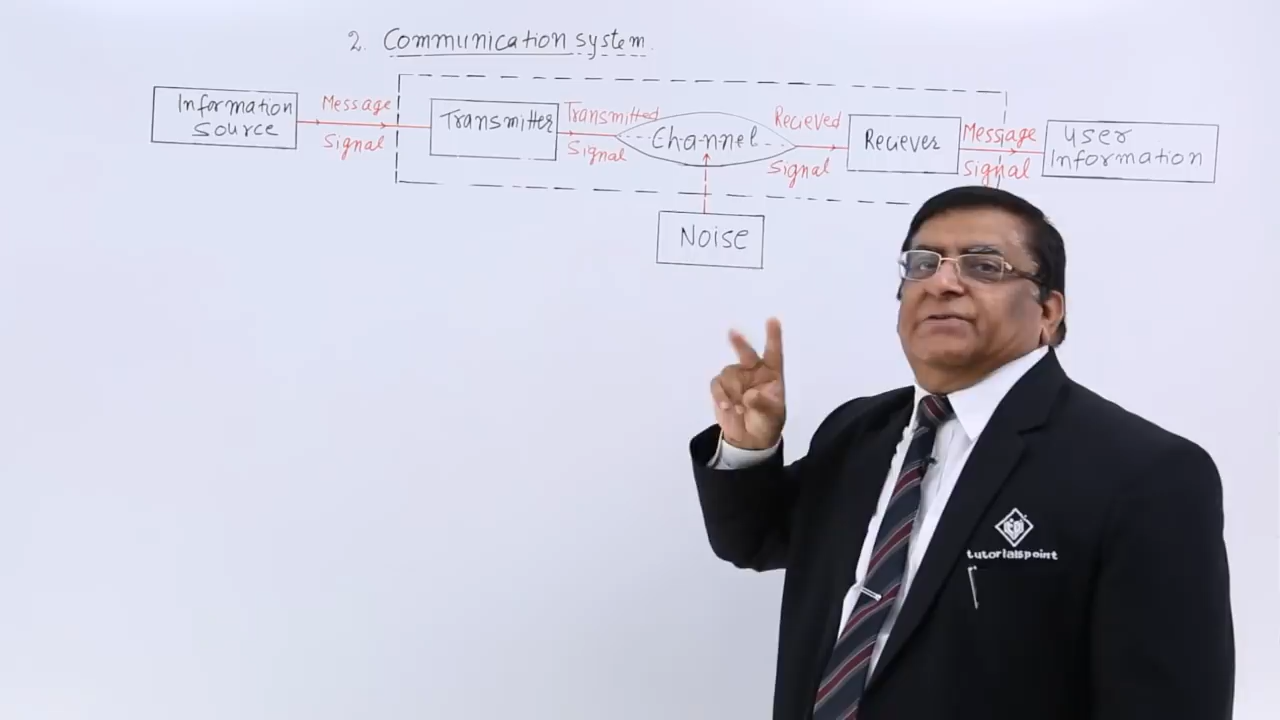 2. Communication system.
Information
Source
Message
Signal
Transmitter
Transmitted
Signal
Channel
Recieved
Signal
Reciever
Message
Signal
User
Information
Noise
tutorialspoint